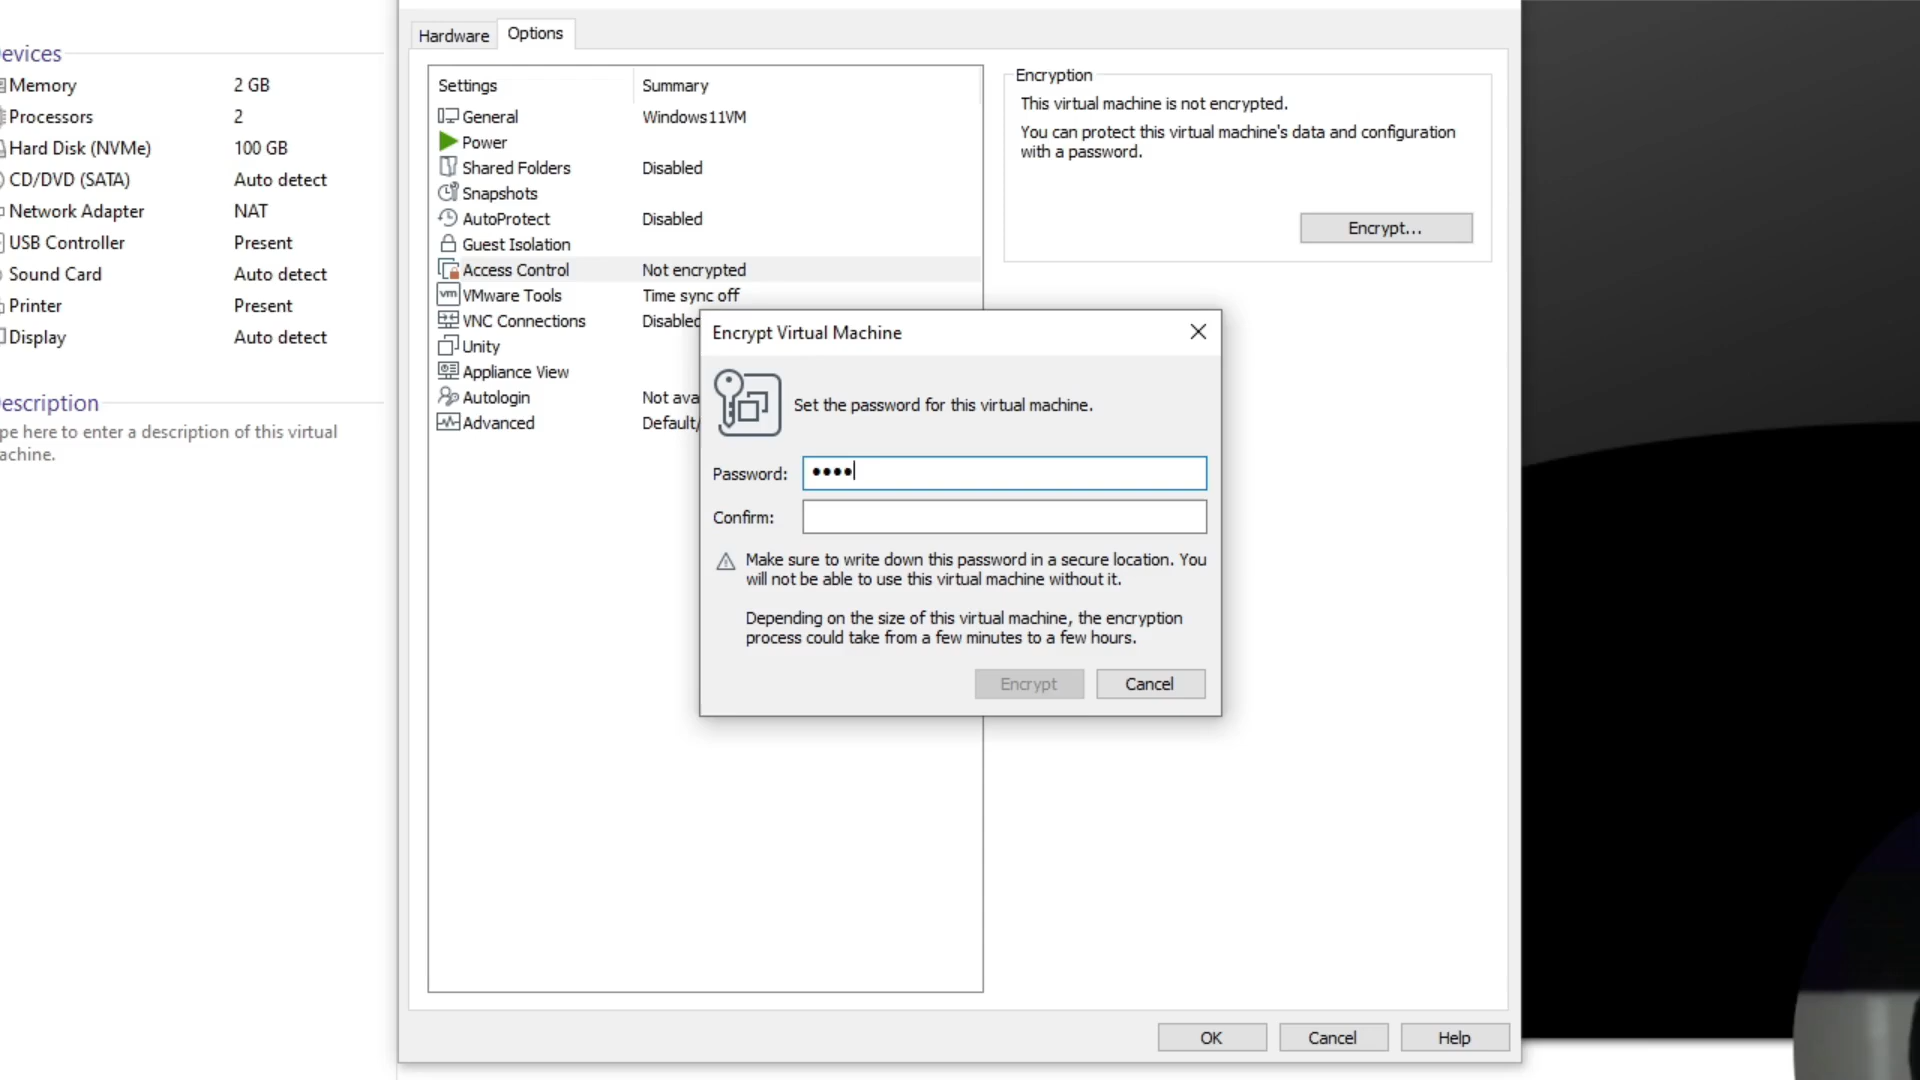 evices
Memory 2 GB
Processors 2
Hard Disk (NVMe) 100 GB
CD/DVD (SATA) Auto detect
Network Adapter NAT
USB Controller Present
Sound Card Auto detect
Printer Present
Display Auto detect
escription
pe here to enter a description of this virtual
achine.
Hardware Options
Settings Summary
General Windows11VM
Power
Shared Folders Disabled
Snapshots
AutoProtect Disabled
Guest Isolation
Access Control Not encrypted
vm VMware Tools Time sync off
VNC Connections Disabled
Unity
Appliance View
Autologin Not ava
Advanced Default/
Encryption
This virtual machine is not encrypted.
You can protect this virtual machine's data and configuration
with a password.
Encrypt...
Encrypt Virtual Machine
Set the password for this virtual machine.
Password: ••••
Confirm:
Make sure to write down this password in a secure location. You
will not be able to use this virtual machine without it.
Depending on the size of this virtual machine, the encryption
process could take from a few minutes to a few hours.
Encrypt Cancel
OK Cancel Help